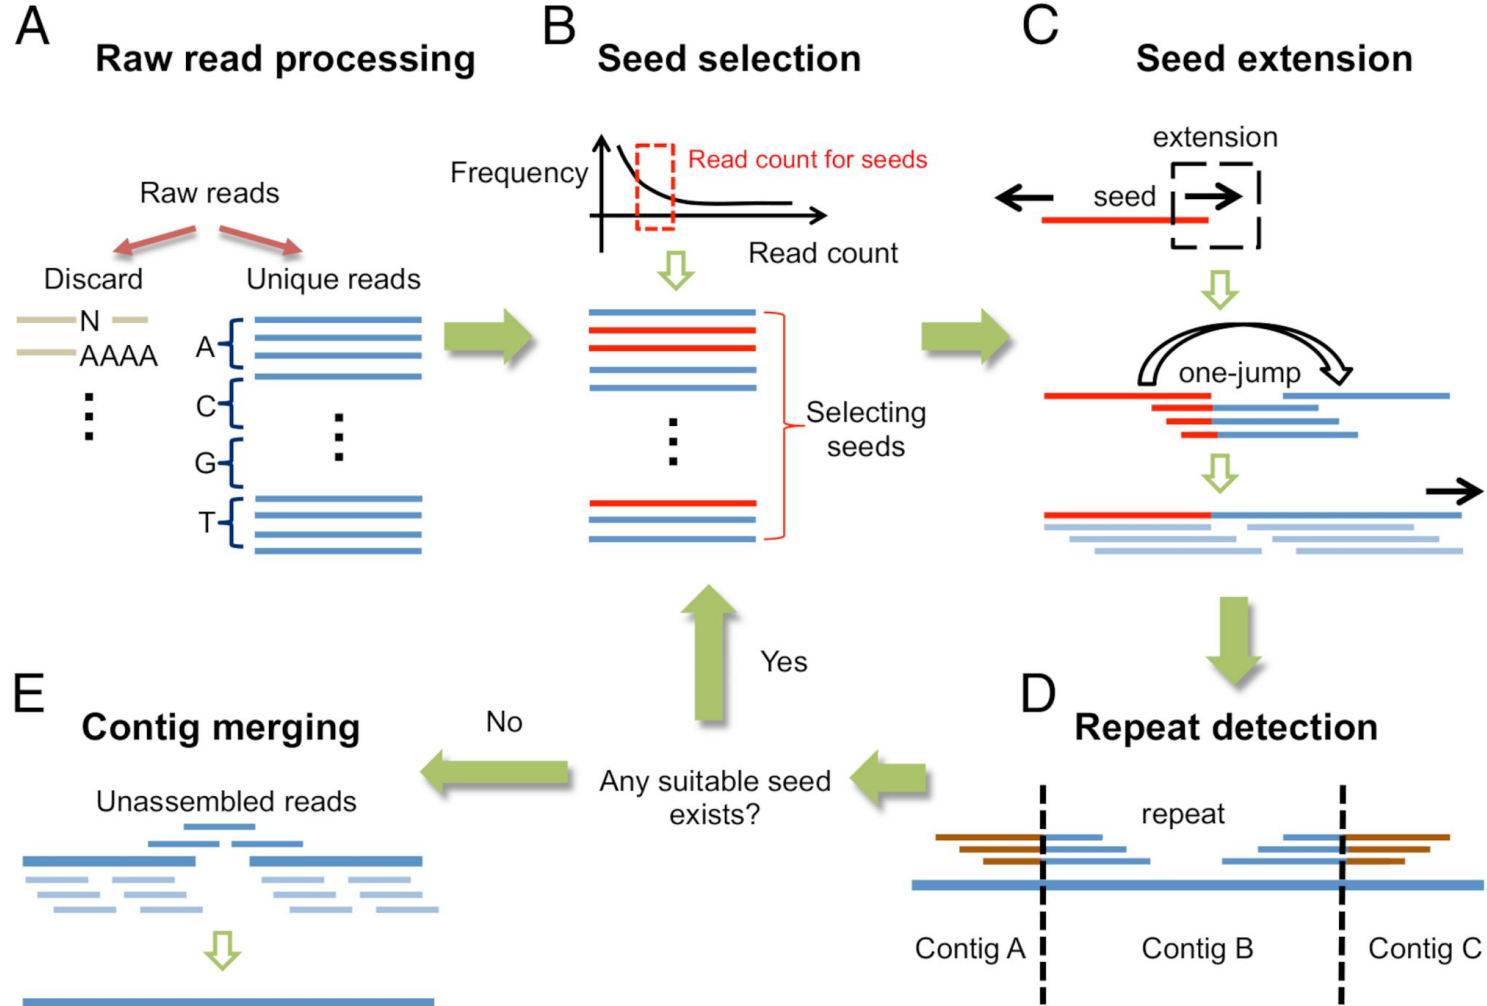 A
Raw read processing
Raw reads
Discard
Unique reads
N
AAAA
A
C
G
T
B
Seed selection
Frequency
Read count for seeds
Read count
Selecting
seeds
C
Seed extension
extension
seed
one-jump
D
Repeat detection
repeat
Contig A
Contig B
Contig C
Any suitable seed
exists?
Yes
No
E
Contig merging
Unassembled reads